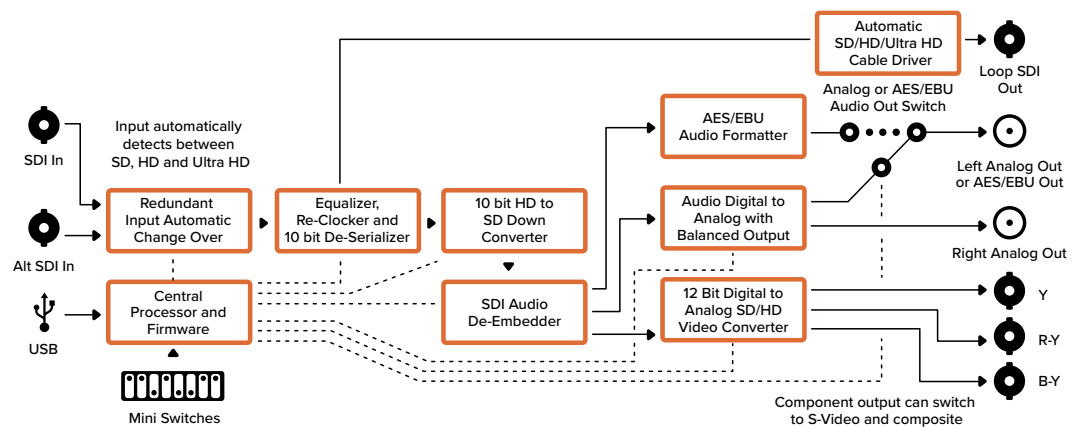 Automatic
SD/HD/Ultra HD
Cable Driver
Loop SDI
Out
Analog or AES/EBU
Audio Out Switch
SDI In
Input automatically
detects between
SD, HD and Ultra HD
AES/EBU
Audio Formatter
Left Analog Out
or AES/EBU Out
Alt SDI In
Redundant
Input Automatic
Change Over
Equalizer,
Re-Clocker and
10 bit De-Serializer
10 bit HD to
SD Down
Converter
Audio Digital to
Analog with
Balanced Output
Right Analog Out
USB
Central
Processor and
Firmware
SDI Audio
De-Embedder
12 Bit Digital to
Analog SD/HD
Video Converter
Y
R-Y
B-Y
Mini Switches
Component output can switch
to S-Video and composite